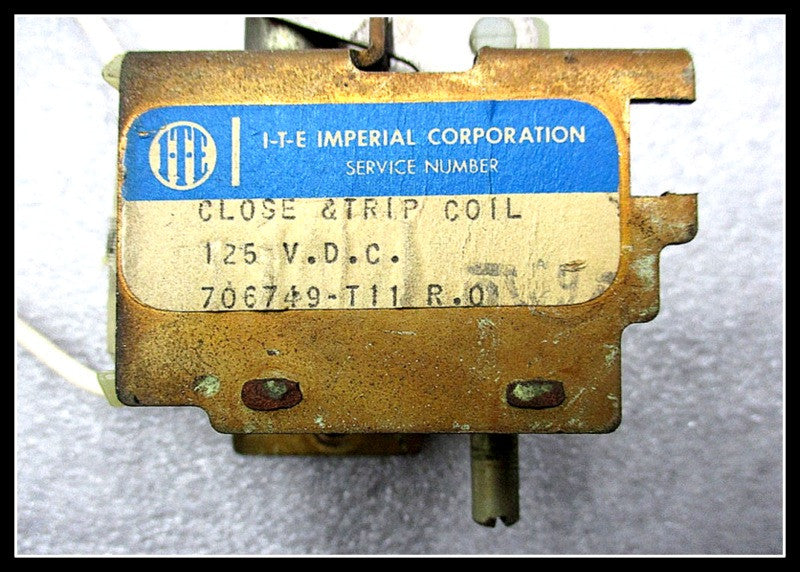 ITE
I-T-E IMPERIAL CORPORATION
SERVICE NUMBER
CLOSE &TRIP COIL
125 V.D.C.
706749-T11 R.0